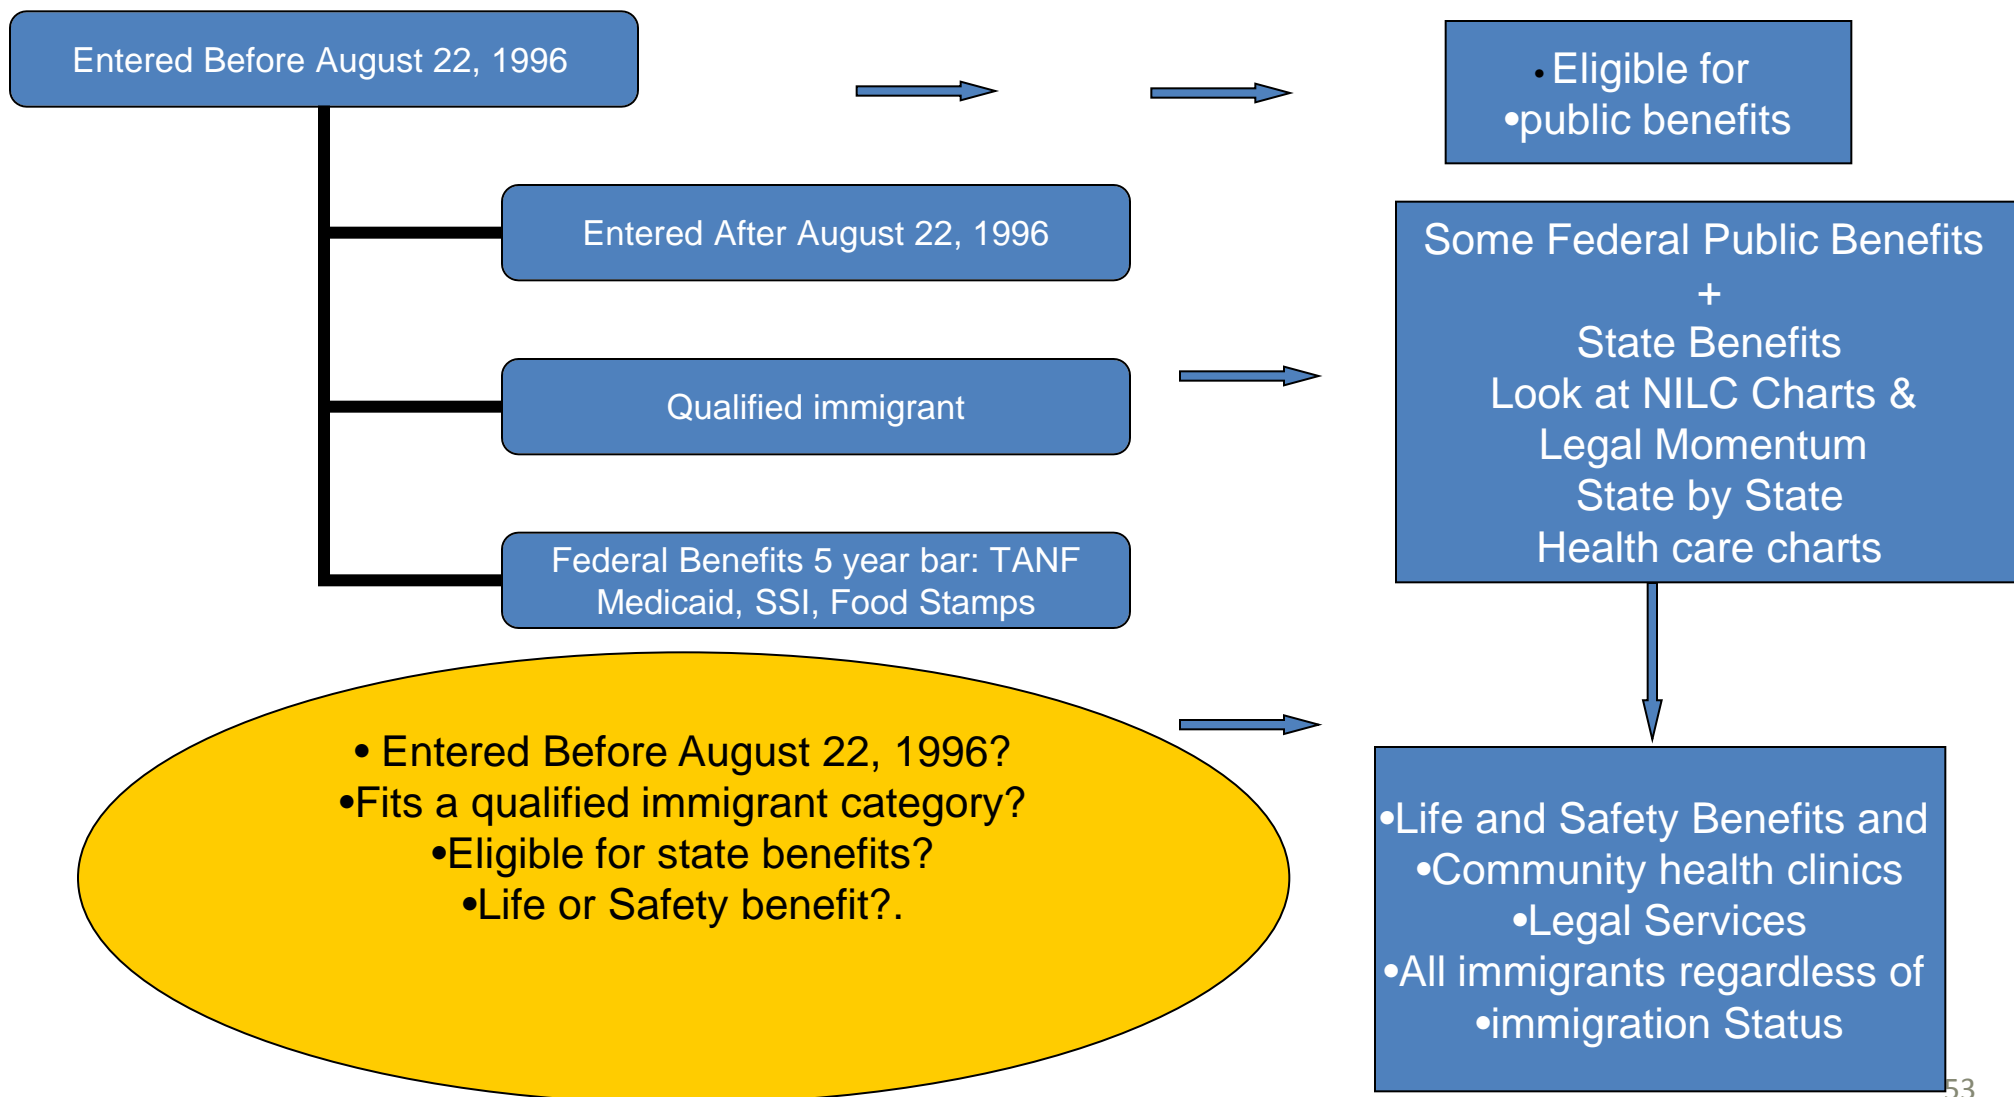 Entered Before August 22, 1996
• Eligible for
•public benefits
Entered After August 22, 1996
Qualified immigrant
Federal Benefits 5 year bar: TANF
Medicaid, SSI, Food Stamps
Some Federal Public Benefits
+
State Benefits
Look at NILC Charts &
Legal Momentum
State by State
Health care charts
• Entered Before August 22, 1996?
•Fits a qualified immigrant category?
•Eligible for state benefits?
•Life or Safety benefit?.
•Life and Safety Benefits and
•Community health clinics
•Legal Services
•All immigrants regardless of
•immigration Status
53